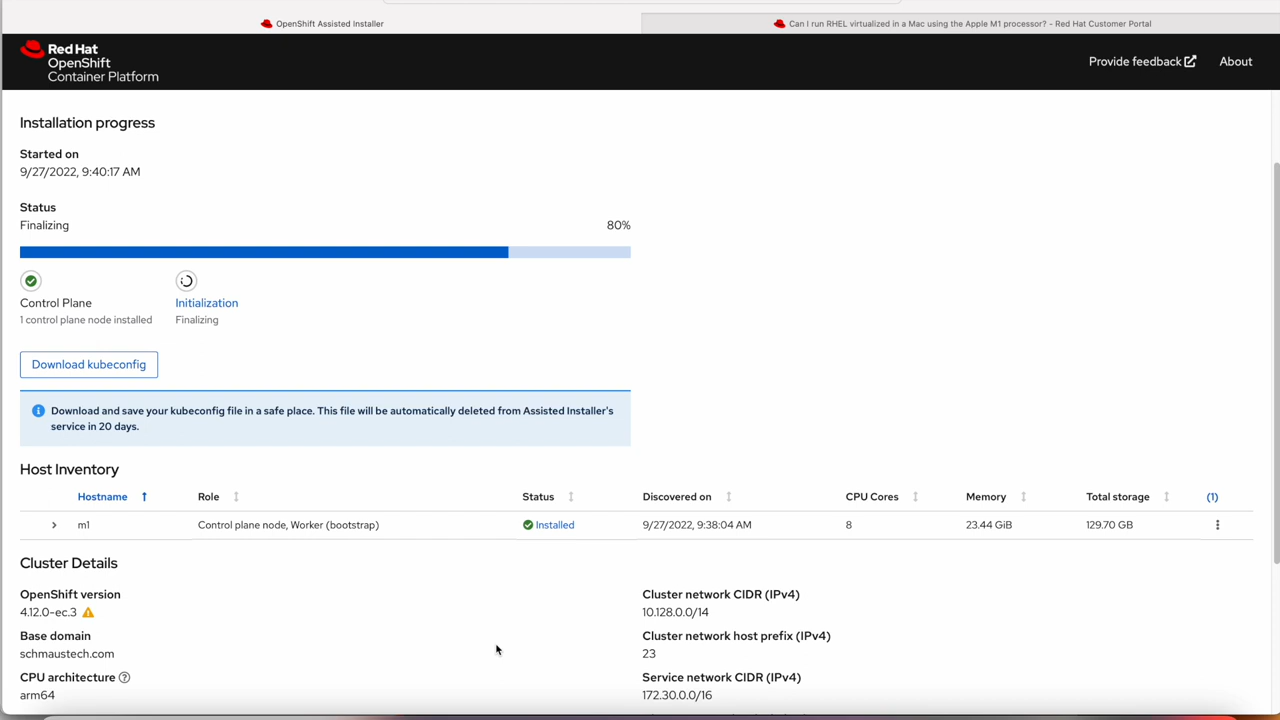 OpenShift Assisted Installer
Can I run RHEL virtualized in a Mac using the Apple M1 processor? - Red Hat Customer Portal
Red Hat
OpenShift
Container Platform
Provide feedback
About
Installation progress
Started on
9/27/2022, 9:40:17 AM
Status
Finalizing
80%
Control Plane
1 control plane node installed
Initialization
Finalizing
Download kubeconfig
Download and save your kubeconfig file in a safe place. This file will be automatically deleted from Assisted Installer's
service in 20 days.
Host Inventory
Hostname Role Status Discovered on CPU Cores Memory Total storage (1)
m1 Control plane node, Worker (bootstrap) Installed 9/27/2022, 9:38:04 AM 8 23.44 GiB 129.70 GB
Cluster Details
OpenShift version
4.12.0-ec.3
Base domain
schmaustech.com
CPU architecture
arm64
Cluster network CIDR (IPv4)
10.128.0.0/14
Cluster network host prefix (IPv4)
23
Service network CIDR (IPv4)
172.30.0.0/16